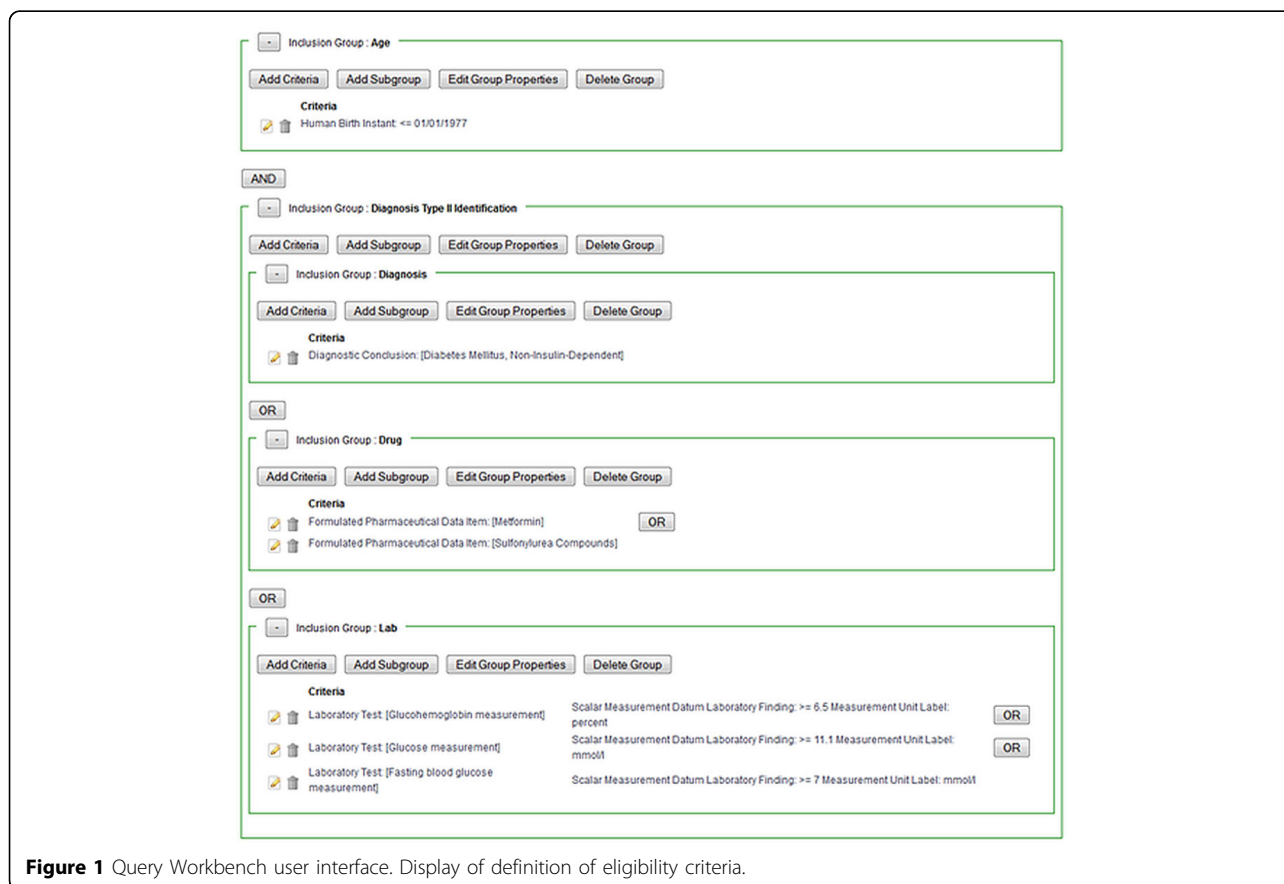 - Inclusion Group : Age
Add Criteria Add Subgroup Edit Group Properties Delete Group
Criteria
Human Birth Instant: <= 01/01/1977
AND
- Inclusion Group : Diagnosis Type II Identification
Add Criteria Add Subgroup Edit Group Properties Delete Group
- Inclusion Group : Diagnosis
Add Criteria Add Subgroup Edit Group Properties Delete Group
Criteria
Diagnostic Conclusion: [Diabetes Mellitus, Non-Insulin-Dependent]
OR
- Inclusion Group : Drug
Add Criteria Add Subgroup Edit Group Properties Delete Group
Criteria
Formulated Pharmaceutical Data Item: [Metformin] OR
Formulated Pharmaceutical Data Item: [Sulfonylurea Compounds]
OR
- Inclusion Group : Lab
Add Criteria Add Subgroup Edit Group Properties Delete Group
Criteria
Laboratory Test: [Glucohemoglobin measurement] Scalar Measurement Datum Laboratory Finding: >= 6.5 Measurement Unit Label: OR
percent
Laboratory Test: [Glucose measurement] Scalar Measurement Datum Laboratory Finding: >= 11.1 Measurement Unit Label: OR
mmol/l
Laboratory Test: [Fasting blood glucose
measurement] Scalar Measurement Datum Laboratory Finding: >= 7 Measurement Unit Label: mmol/l
Figure 1 Query Workbench user interface. Display of definition of eligibility criteria.